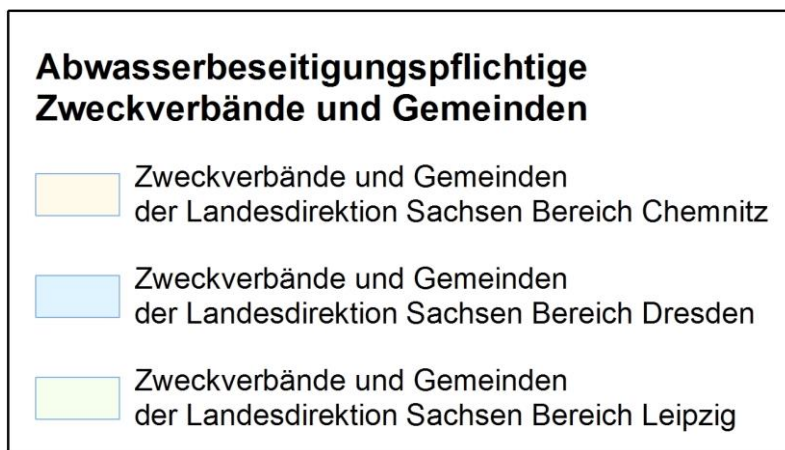 Abwasserbeseitigungspflichtige
Zweckverbände und Gemeinden
Zweckverbände und Gemeinden
der Landesdirektion Sachsen Bereich Chemnitz
Zweckverbände und Gemeinden
der Landesdirektion Sachsen Bereich Dresden
Zweckverbände und Gemeinden
der Landesdirektion Sachsen Bereich Leipzig